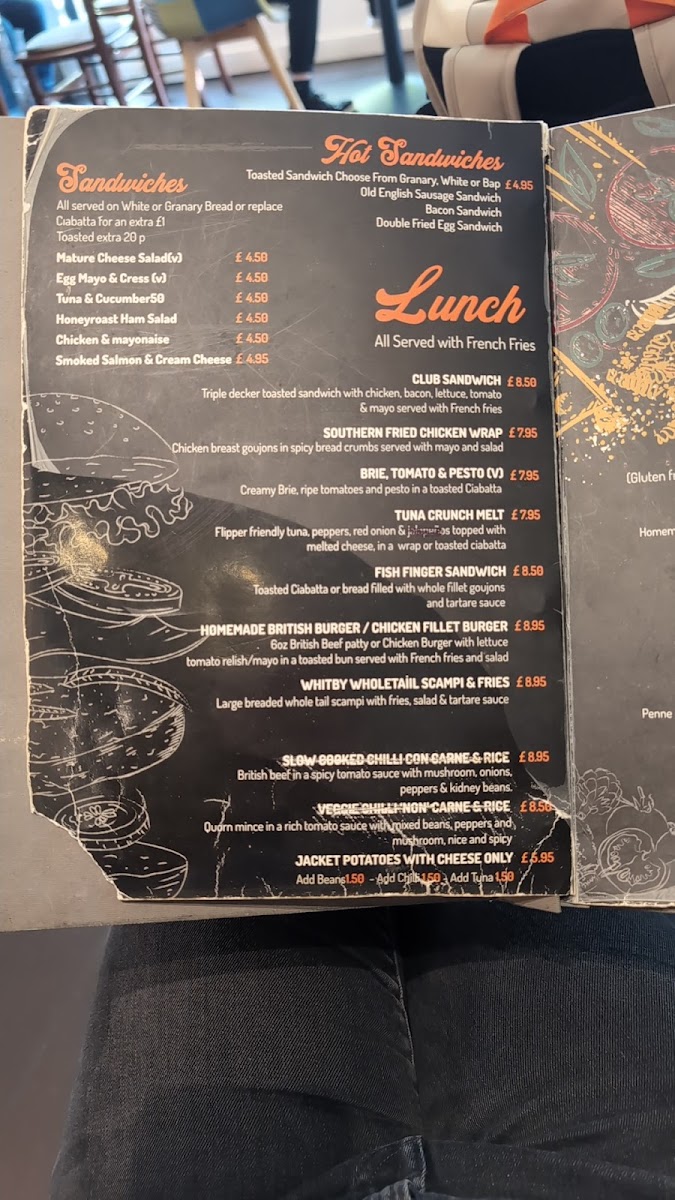 Sandwiches
All served on White or Granary Bread or replace
Ciabatta for an extra £1
Toasted extra 20 p
Mature Cheese Salad(v) £ 4.50
Egg Mayo & Cress (v) £ 4.50
Tuna & Cucumber50 £ 4.50
Honeyroast Ham Salad £ 4.50
Chicken & mayonaise £ 4.50
Smoked Salmon & Cream Cheese £ 4.95
Hot Sandwiches
Toasted Sandwich Choose From Granary, White or Bap £ 4.95
Old English Sausage Sandwich
Bacon Sandwich
Double Fried Egg Sandwich
Lunch
All Served with French Fries
CLUB SANDWICH £ 8.50
Triple decker toasted sandwich with chicken, bacon, lettuce, tomato
& mayo served with French fries
SOUTHERN FRIED CHICKEN WRAP £ 7.95
Chicken breast goujons in spicy bread crumbs served with mayo and salad
BRIE, TOMATO & PESTO (V) £ 7.95
Creamy Brie, ripe tomatoes and pesto in a toasted Ciabatta
TUNA CRUNCH MELT £ 7.95
Flipper friendly tuna, peppers, red onion & jalapeños topped with
melted cheese, in a wrap or toasted ciabatta
FISH FINGER SANDWICH £ 8.50
Toasted Ciabatta or bread filled with whole fillet goujons
and tartare sauce
HOMEMADE BRITISH BURGER / CHICKEN FILLET BURGER £ 8.95
6oz British Beef patty or Chicken Burger with lettuce
tomato relish/mayo in a toasted bun served with French fries and salad
WHITBY WHOLETAIIL SCAMPI & FRIES £ 8.95
Large breaded whole tail scampi with fries, salad & tartare sauce
SLOW COOKED CHILLI CON CARNE & RICE £ 8.95
British beef in a spicy tomato sauce with mushroom, onions,
peppers & kidney beans.
VEGGIE CHILLI 'NON' CARNE & RICE £ 8.50
Quorn mince in a rich tomato sauce with mixed beans, peppers and
mushroom, nice and spicy
JACKET POTATOES WITH CHEESE ONLY £ 5.95
Add Beans1.50 - Add Chilli1.50 - Add Tuna 1.50
(Gluten
Penne